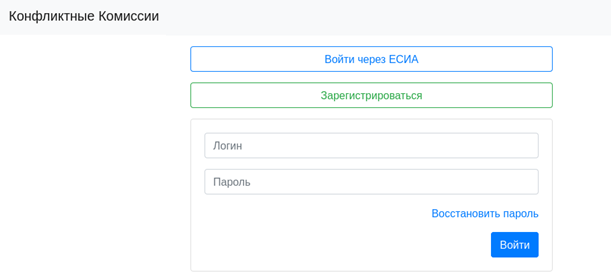 Конфликтные Комиссии
Войти через ЕСИА
Зарегистрироваться
Логин
Пароль
Восстановить пароль
Войти